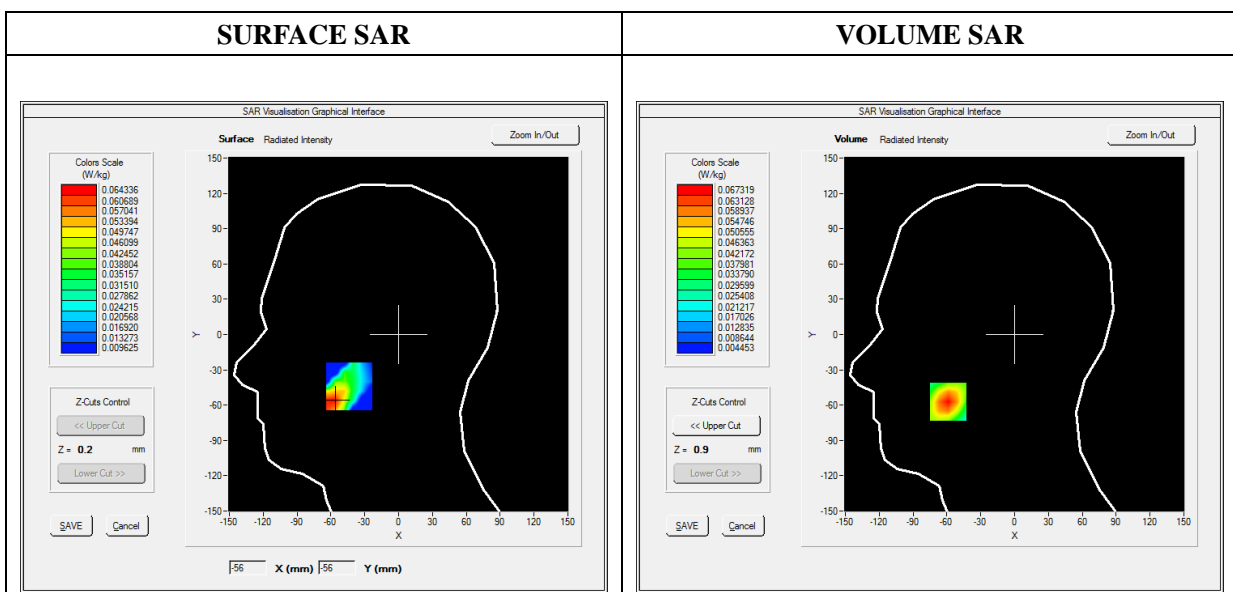 SURFACE SAR
VOLUME SAR
SAR Visualisation Graphical Interface
Surface Radiated Intensity
Zoom In/Out
Colors Scale
(W/kg)
0.064336
0.060689
0.057041
0.053394
0.049747
0.046099
0.042452
0.038804
0.035157
0.031510
0.027862
0.024215
0.020568
0.016920
0.013273
0.009625
150
120
90
60
30
0
-30
-60
-90
-120
-150
Y
-150 -120 -90 -60 -30 0 30 60 90 120 150
X
Z-Cuts Control
<< Upper Cut
Z = 0.2 mm
Lower Cut >>
SAVE Cancel
-56 X (mm) -56 Y (mm)
SAR Visualisation Graphical Interface
Volume Radiated Intensity
Zoom In/Out
Colors Scale
(W/kg)
0.067319
0.063128
0.058937
0.054746
0.050555
0.046363
0.042172
0.037981
0.033790
0.029599
0.025408
0.021217
0.017026
0.012835
0.008644
0.004453
150
120
90
60
30
0
-30
-60
-90
-120
-150
Y
-150 -120 -90 -60 -30 0 30 60 90 120 150
X
Z-Cuts Control
<< Upper Cut
Z = 0.9 mm
Lower Cut >>
SAVE Cancel